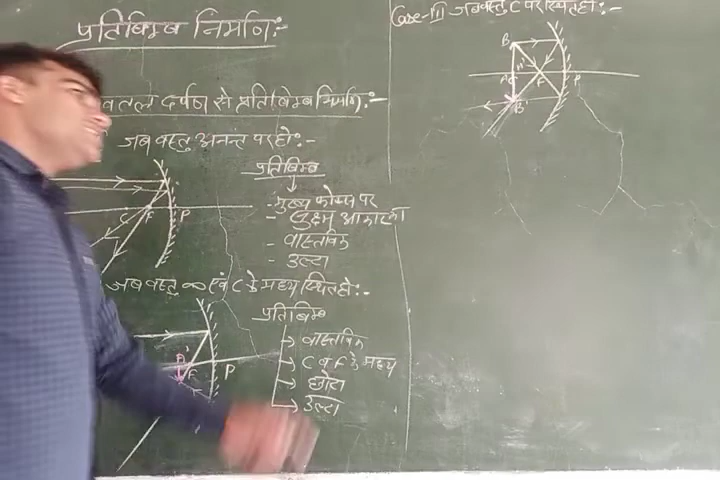 प्रतिबिम्ब निर्माण:-
तल दर्पण से प्रतिबिम्ब निर्माण:-
जब वस्तु अनन्त पर हो:-
C F P
प्रतिबिम्ब
- मुख्य फोकस पर
- आकार का
- वास्तविक
- उल्टा
जब वस्तु ∞ एवं C के मध्य स्थित हो:-
A' F P
प्रतिबिम्ब
→ वास्तविक
→ C व F के मध्य
→ छोटा
→ उल्टा
Case-III जब वस्तु C पर स्थित हो:-
B
A C F P
B'